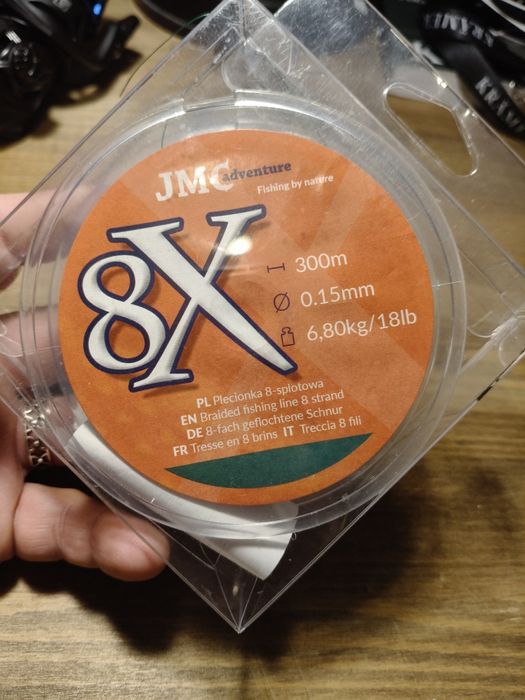 JMC adventure
Fishing by nature
8X
300m
0.15mm
6,80kg/18lb
PL Plecionka 8-splotowa
EN Braided fishing line 8 strand
DE 8-fach geflochtene Schnur
FR Tresse en 8 brins IT Treccia 8 fili